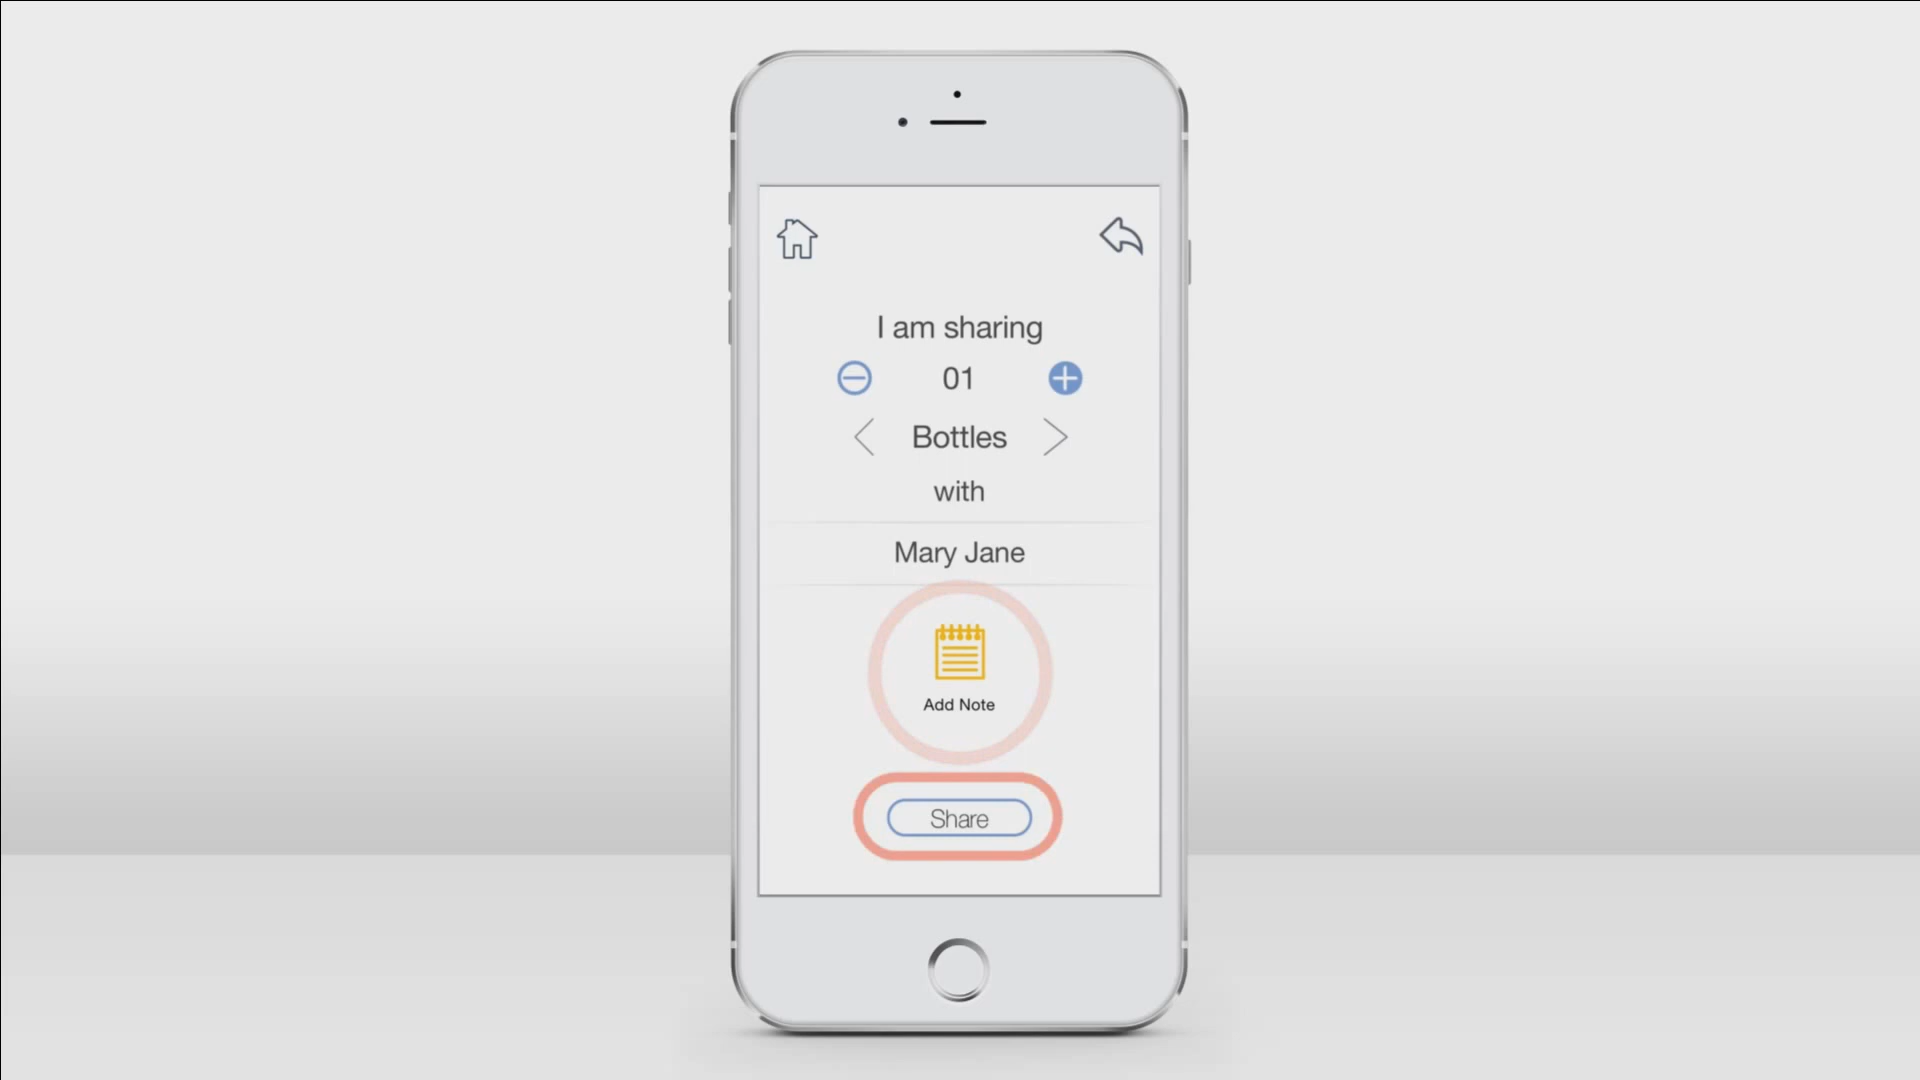 I am sharing
01
Bottles
with
Mary Jane
Add Note
Share